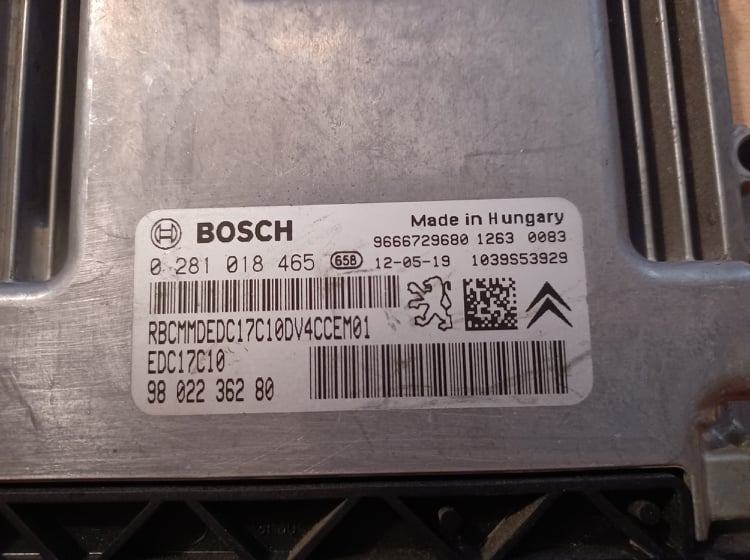 BOSCH
Made in Hungary
9666729680 1263 0083
0 281 018 465 G5B 12-05-19 1039S53929
RBCMMDEDC17C10DV4CCEM01
EDC17C10
98 022 362 80